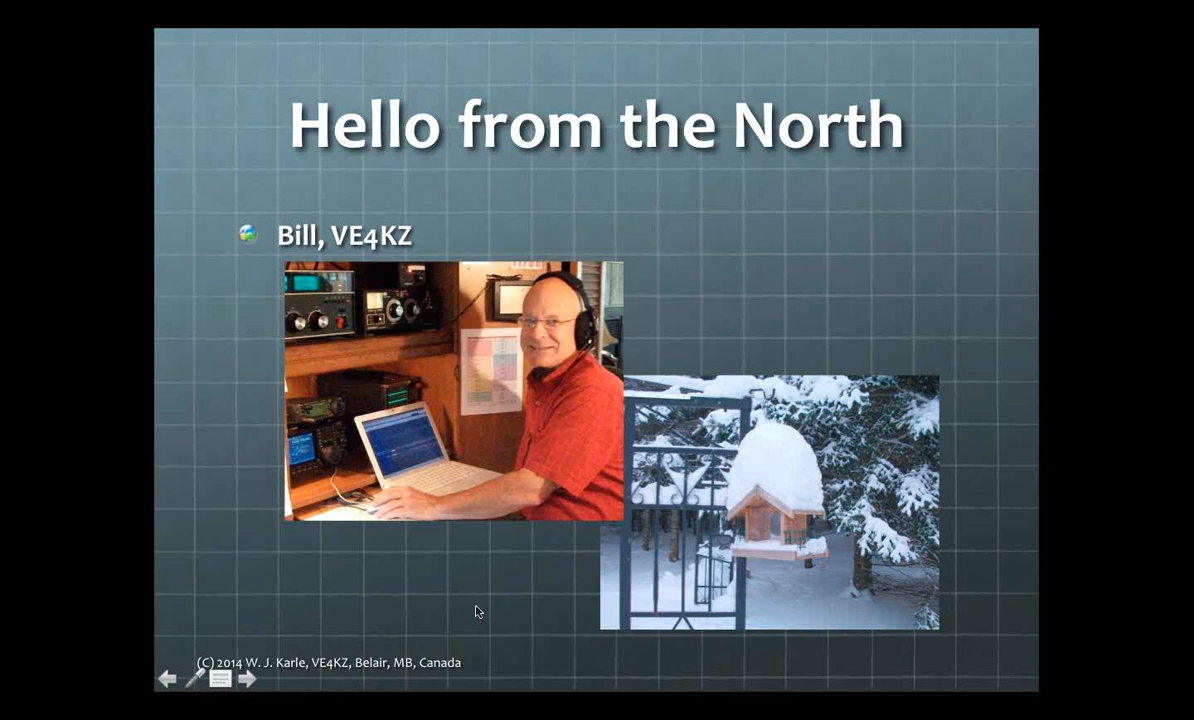 Hello from the North
Bill, VE4KZ
(C) 2014 W. J. Karle, VE4KZ, Belair, MB, Canada